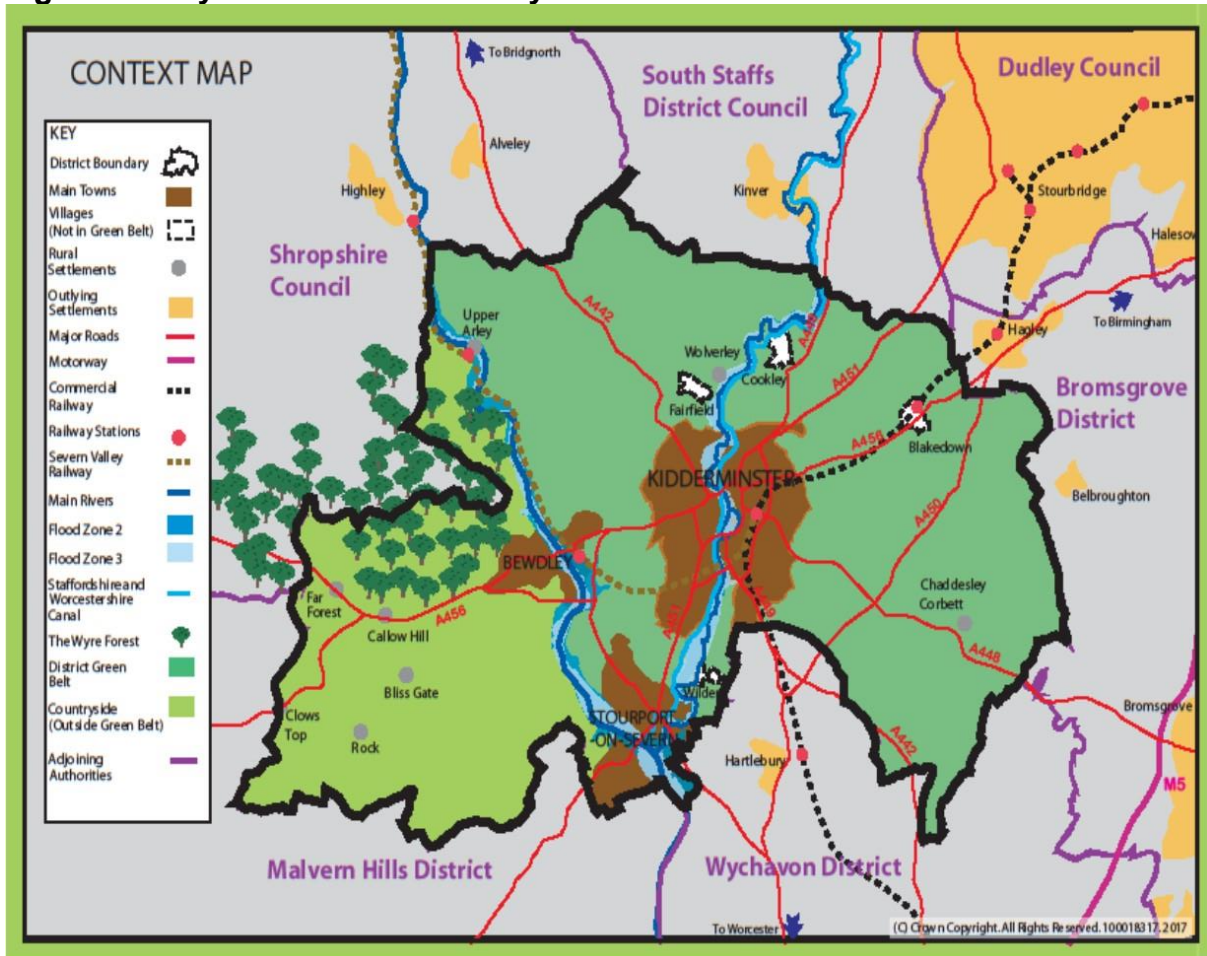 CONTEXT MAP
KEY
District Boundary
Main Towns
Villages
(Not in Green Belt)
Rural
Settlements
Outlying
Settlements
Major Roads
Motorway
Commercial
Railway
Railway Stations
Severn Valley
Railway
Main Rivers
Flood Zone 2
Flood Zone 3
Staffordshire and
Worcestershire
Canal
The Wyre Forest
District Green
Belt
Countryside
(Outside Green Belt)
Adjoining
Authorities
To Bridgnorth
South Staffs
District Council
Dudley Council
Alveley
Highley
Kinver
Stourbridge
Shropshire
Council
To Birmingham
Hagley
Upper
Arley
A442
Wolverley
Cookley
A449
A451
Fairfield
Bromsgrove
District
A456
Blakedown
KIDDERMINSTER
Belbroughton
A450
BEWDLEY
Far
Forest
A456
Callow Hill
A451
A449
Chaddesley
Corbett
A448
Bliss Gate
Clows
Top
Rock
STOURPORT
-ON-SEVERN
Hartlebury
A442
Bromsgrove
M5
Malvern Hills District
Wychavon District
To Worcester
(C) Crown Copyright. All Rights Reserved. 100018317. 2017